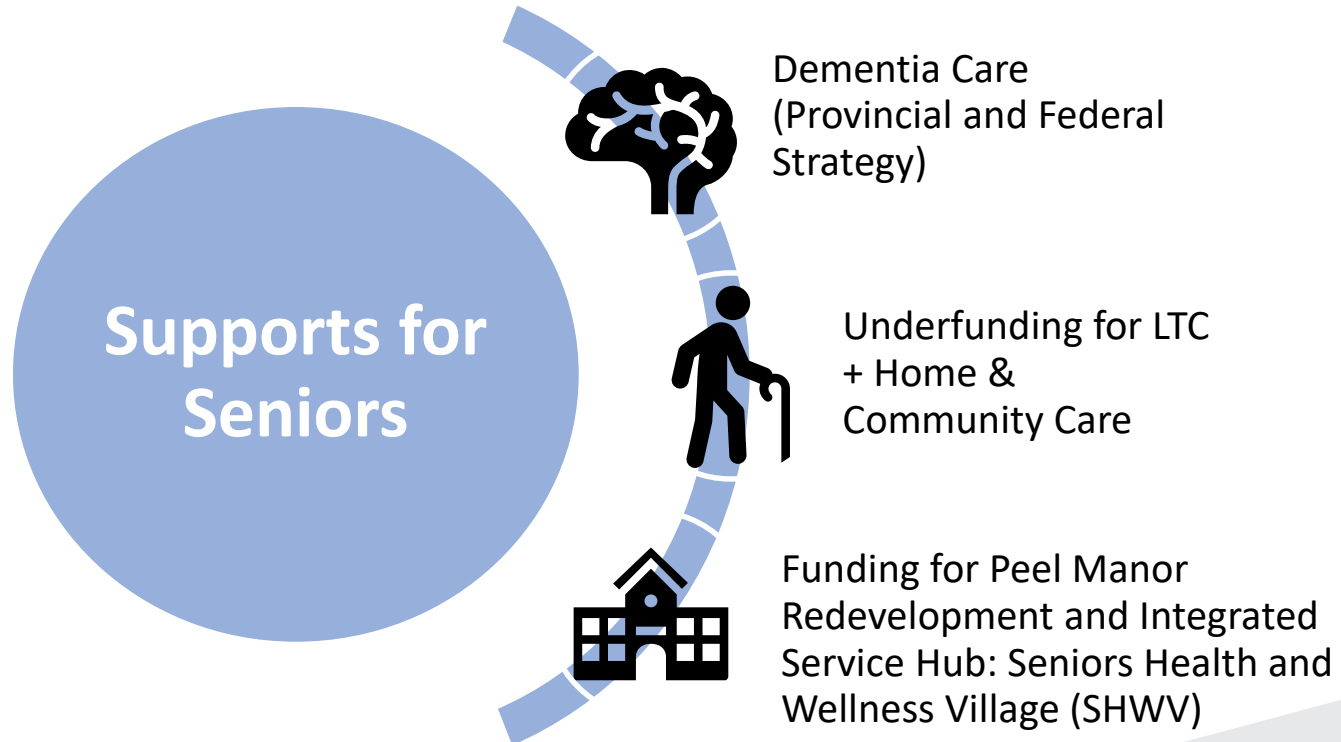 Supports for
Seniors
Dementia Care
(Provincial and Federal
Strategy)
Underfunding for LTC
+ Home &
Community Care
Funding for Peel Manor
Redevelopment and Integrated
Service Hub: Seniors Health and
Wellness Village (SHWV)